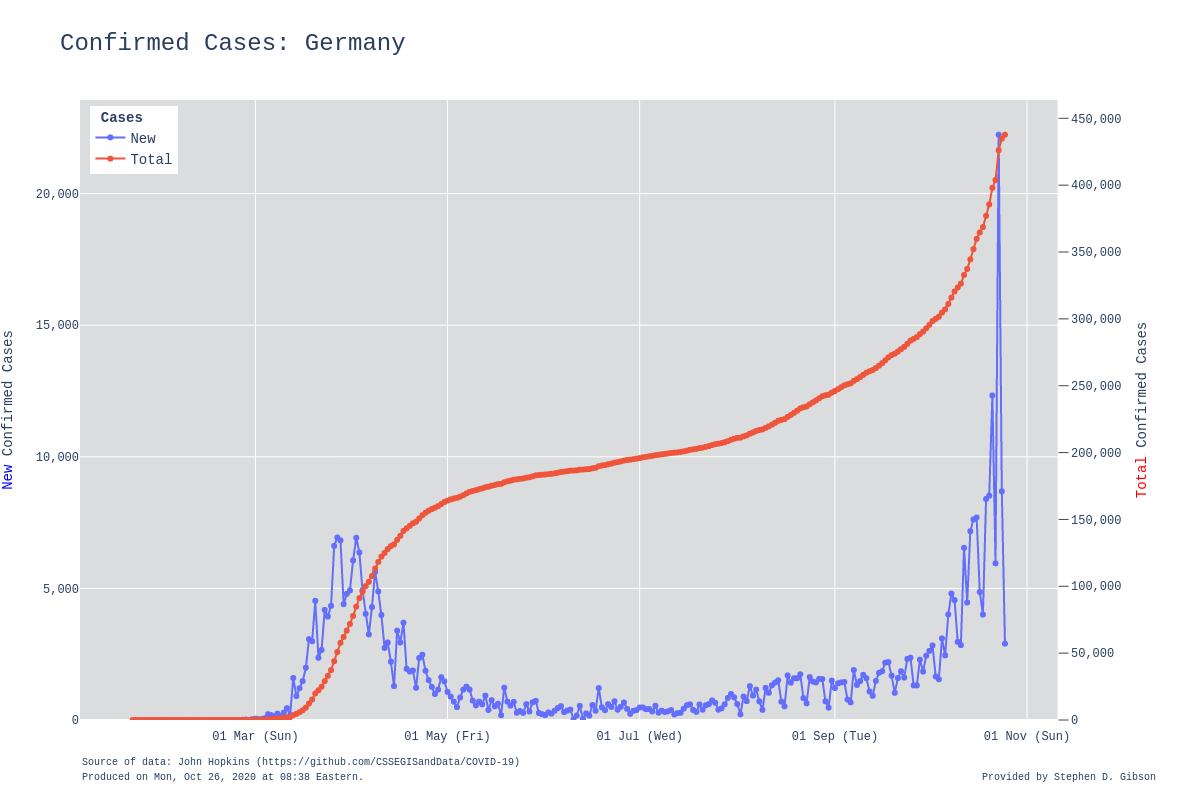 Confirmed Cases: Germany
Cases
New
Total
20,000
15,000
10,000
5,000
0
450,000
400,000
350,000
300,000
250,000
200,000
150,000
100,000
50,000
0
New Confirmed Cases
Total Confirmed Cases
01 Mar (Sun)
01 May (Fri)
01 Jul (Wed)
01 Sep (Tue)
01 Nov (Sun)
Source of data: John Hopkins (https://github.com/CSSEGISandData/COVID-19)
Produced on Mon, Oct 26, 2020 at 08:38 Eastern.
Provided by Stephen D. Gibson